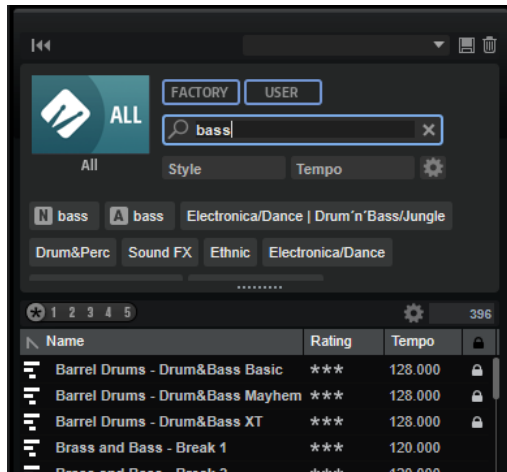 FACTORY USER
ALL
bass
All
Style Tempo
N bass A bass Electronica/Dance | Drum´n´Bass/Jungle
Drum&Perc Sound FX Ethnic Electronica/Dance
1 2 3 4 5 396
Name Rating Tempo
Barrel Drums - Drum&Bass Basic *** 128.000
Barrel Drums - Drum&Bass Mayhem *** 128.000
Barrel Drums - Drum&Bass XT *** 128.000
Brass and Bass - Break 1 *** 120.000